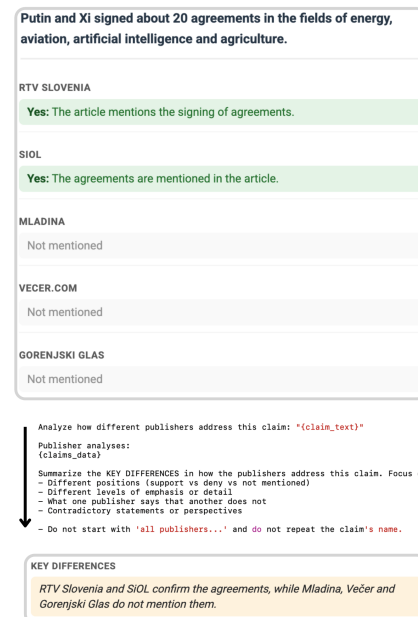 Putin and Xi signed about 20 agreements in the fields of energy,
aviation, artificial intelligence and agriculture.
RTV SLOVENIA
Yes: The article mentions the signing of agreements.
SIOL
Yes: The agreements are mentioned in the article.
MLADINA
Not mentioned
VECER.COM
Not mentioned
GORENJSKI GLAS
Not mentioned
Analyze how different publishers address this claim: "{claim_text}"
Publisher analyses:
{claims_data}
Summarize the KEY DIFFERENCES in how the publishers address this claim. Focus
- Different positions (support vs deny vs not mentioned)
- Different levels of emphasis or detail
- What one publisher says that another does not
- Contradictory statements or perspectives
- Do not start with 'all publishers...' and do not repeat the claim's name.
KEY DIFFERENCES
RTV Slovenia and SiOL confirm the agreements, while Mladina, Večer and
Gorenjski Glas do not mention them.